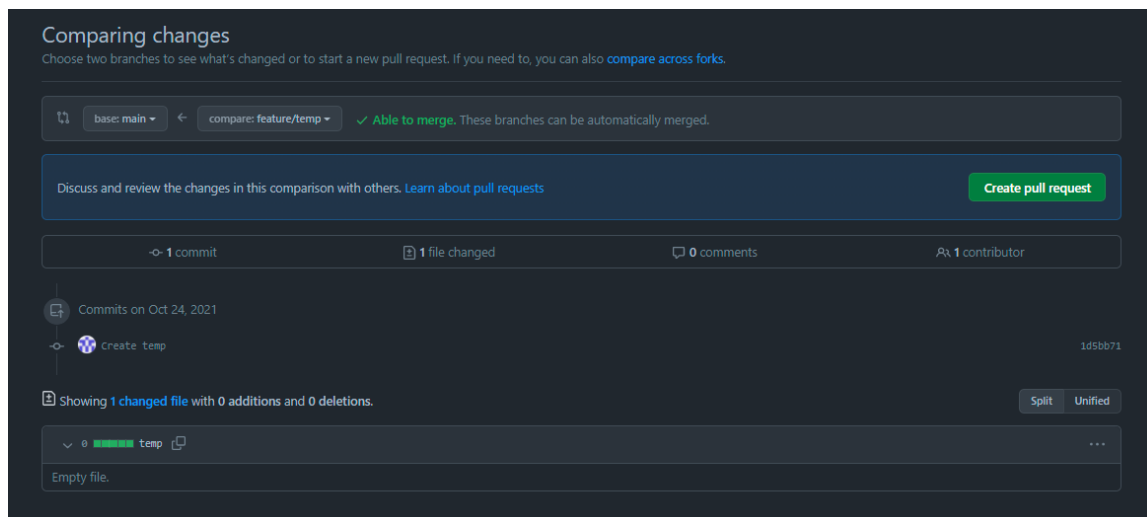 Comparing changes
Choose two branches to see what's changed or to start a new pull request. If you need to, you can also compare across forks.
base: main compare: feature/temp Able to merge. These branches can be automatically merged.
Discuss and review the changes in this comparison with others. Learn about pull requests Create pull request
1 commit 1 file changed 0 comments 1 contributor
Commits on Oct 24, 2021
Create temp 1d5bb71
Showing 1 changed file with 0 additions and 0 deletions. Split Unified
0 temp ...
Empty file.